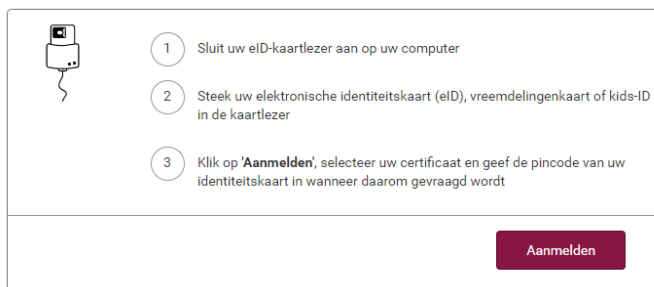 1 Sluit uw eID-kaartlezer aan op uw computer
2 Steek uw elektronische identiteitskaart (eID), vreemdelingenkaart of kids-ID
in de kaartlezer
3 Klik op 'Aanmelden', selecteer uw certificaat en geef de pincode van uw
identiteitskaart in wanneer daarom gevraagd wordt
Aanmelden